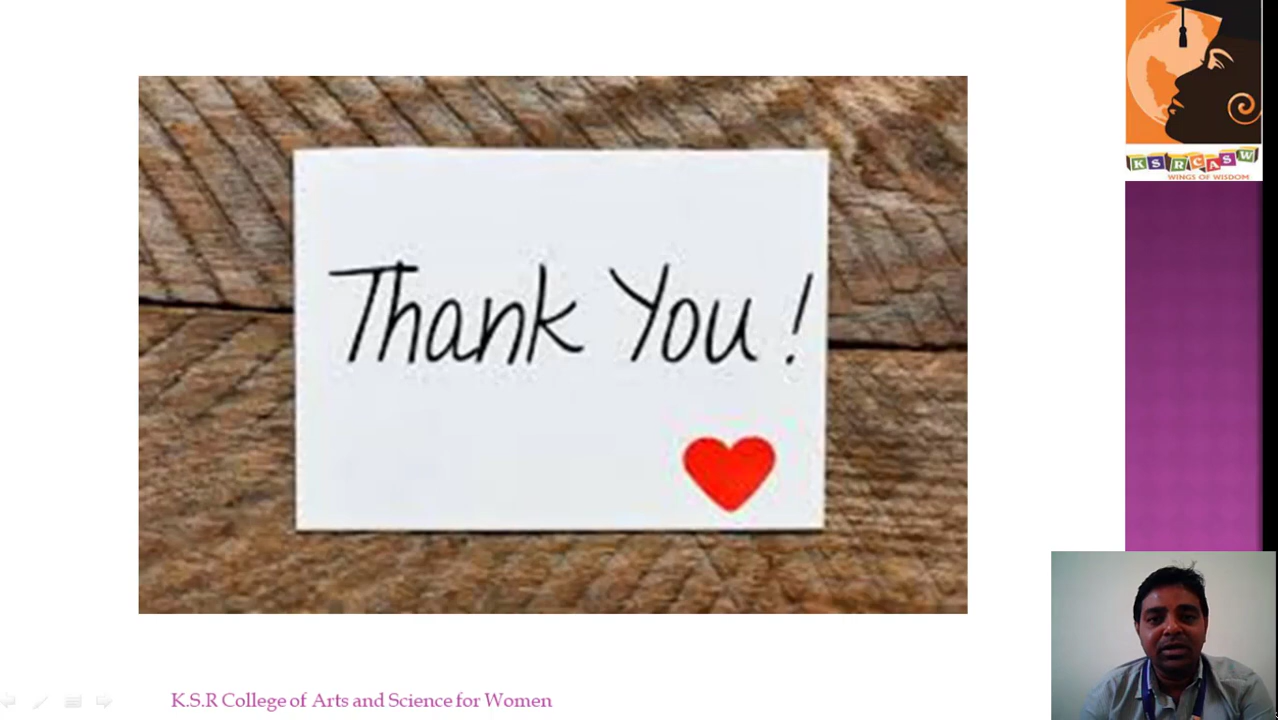 KSRCASW
WINGS OF WISDOM
Thank You !
K.S.R College of Arts and Science for Women